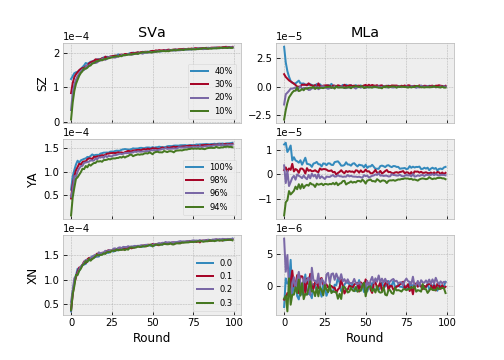 SVa
MLa
1e−4
1e−5
SZ
2
1
0
40%
30%
20%
10%
2.5
0.0
−2.5
1e−4
1e−5
YA
1.5
1.0
0.5
100%
98%
96%
94%
1
0
−1
1e−4
1e−6
XN
1.5
1.0
0.5
0.0
0.1
0.2
0.3
5
0
0 25 50 75 100
0 25 50 75 100
Round
Round